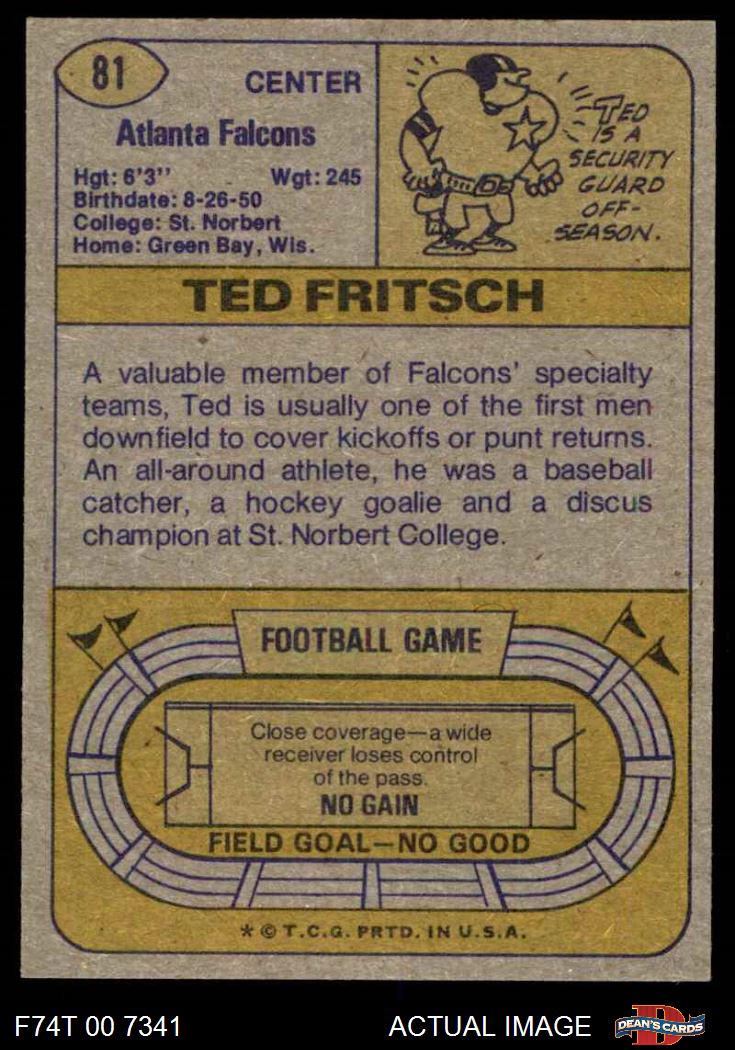 81
CENTER
Atlanta Falcons
Hgt: 6'3'' Wgt: 245
Birthdate: 8-26-50
College: St. Norbert
Home: Green Bay, Wis.
TED
IS A
SECURITY
GUARD
OFF-
SEASON.
TED FRITSCH
A valuable member of Falcons' specialty
teams, Ted is usually one of the first men
downfield to cover kickoffs or punt returns.
An all-around athlete, he was a baseball
catcher, a hockey goalie and a discus
champion at St. Norbert College.
FOOTBALL GAME
Close coverage—a wide
receiver loses control
of the pass.
NO GAIN
FIELD GOAL—NO GOOD
* © T.C.G. PRTD. IN U.S.A.
F74T 00 7341
ACTUAL IMAGE
D
DEAN'S CARDS